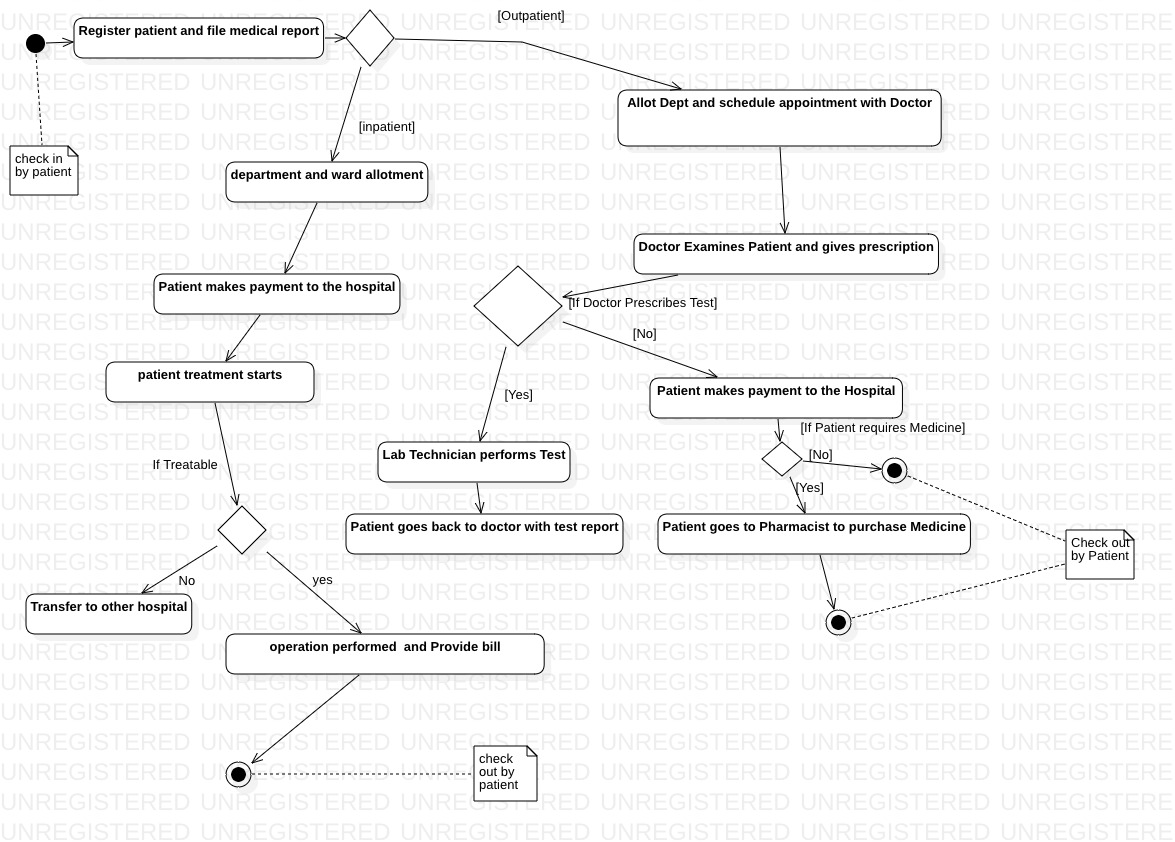 [Outpatient]
Register patient and file medical report
Allot Dept and schedule appointment with Doctor
[inpatient]
check in
by patient
department and ward allotment
Doctor Examines Patient and gives prescription
Patient makes payment to the hospital
[If Doctor Prescribes Test]
[No]
patient treatment starts
Patient makes payment to the Hospital
[Yes]
[If Patient requires Medicine]
Lab Technician performs Test
[No]
If Treatable
[Yes]
Patient goes back to doctor with test report
Patient goes to Pharmacist to purchase Medicine
Check out
by Patient
No
yes
Transfer to other hospital
operation performed  and Provide bill
check
out by
patient
UNREGISTERED